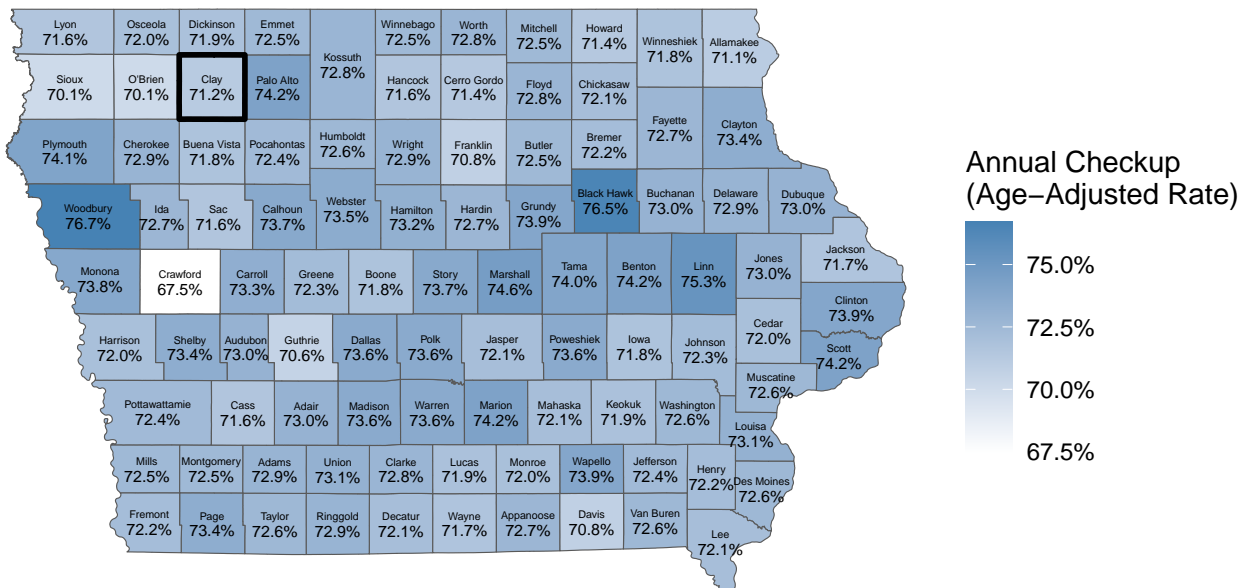 Lyon
71.6%
Osceola
72.0%
Dickinson
71.9%
Emmet
72.5%
Kossuth
72.8%
Winnebago
72.5%
Worth
72.8%
Mitchell
72.5%
Howard
71.4%
Winneshiek
71.8%
Allamakee
71.1%
Sioux
70.1%
O'Brien
70.1%
Clay
71.2%
Palo Alto
74.2%
Hancock
71.6%
Cerro Gordo
71.4%
Floyd
72.8%
Chickasaw
72.1%
Fayette
72.7%
Clayton
73.4%
Plymouth
74.1%
Cherokee
72.9%
Buena Vista
71.8%
Pocahontas
72.4%
Humboldt
72.6%
Wright
72.9%
Franklin
70.8%
Butler
72.5%
Bremer
72.2%
Woodbury
76.7%
Ida
72.7%
Sac
71.6%
Calhoun
73.7%
Webster
73.5%
Hamilton
73.2%
Hardin
72.7%
Grundy
73.9%
Black Hawk
76.5%
Buchanan
73.0%
Delaware
72.9%
Dubuque
73.0%
Monona
73.8%
Crawford
67.5%
Carroll
73.3%
Greene
72.3%
Boone
71.8%
Story
73.7%
Marshall
74.6%
Tama
74.0%
Benton
74.2%
Linn
75.3%
Jones
73.0%
Jackson
71.7%
Clinton
73.9%
Harrison
72.0%
Shelby
73.4%
Audubon
73.0%
Guthrie
70.6%
Dallas
73.6%
Polk
73.6%
Jasper
72.1%
Poweshiek
73.6%
Iowa
71.8%
Johnson
72.3%
Cedar
72.0%
Scott
74.2%
Muscatine
72.6%
Pottawattamie
72.4%
Cass
71.6%
Adair
73.0%
Madison
73.6%
Warren
73.6%
Marion
74.2%
Mahaska
72.1%
Keokuk
71.9%
Washington
72.6%
Louisa
73.1%
Mills
72.5%
Montgomery
72.5%
Adams
72.9%
Union
73.1%
Clarke
72.8%
Lucas
71.9%
Monroe
72.0%
Wapello
73.9%
Jefferson
72.4%
Henry
72.2%
Des Moines
72.6%
Fremont
72.2%
Page
73.4%
Taylor
72.6%
Ringgold
72.9%
Decatur
72.1%
Wayne
71.7%
Appanoose
72.7%
Davis
70.8%
Van Buren
72.6%
Lee
72.1%
Annual Checkup
(Age−Adjusted Rate)
75.0%
72.5%
70.0%
67.5%